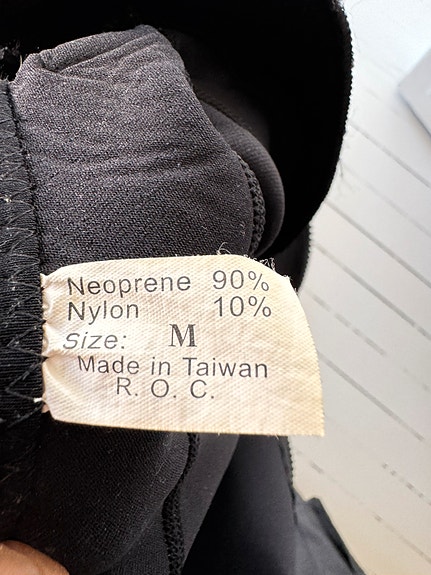 Neoprene 90%
Nylon 10%
Size: M
Made in Taiwan
R. O. C.